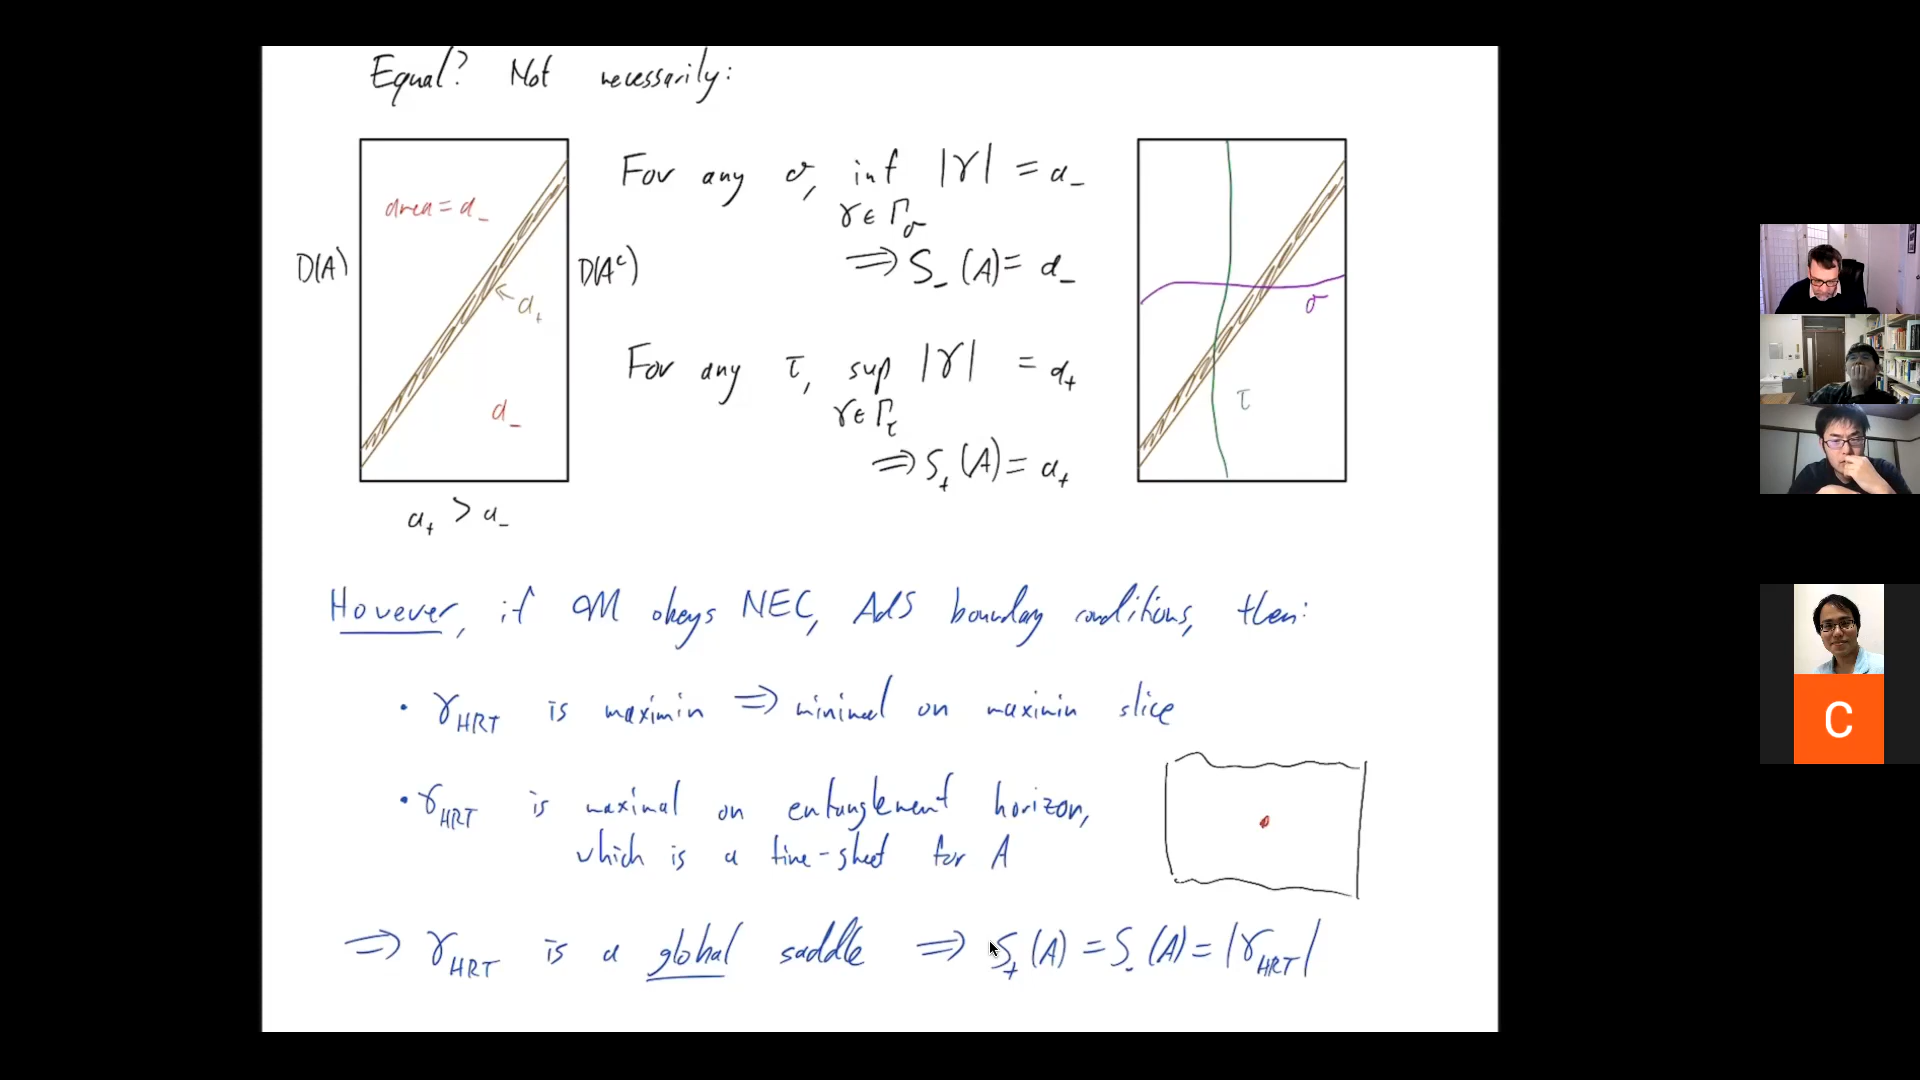 Equal? Not necessarily:
area = a_-
D(A)
D(A^c)
a_+
a_-
a_+ > a_-
For any σ, inf |γ| = a_-
γ ∈ Γ_σ
⇒ S_-(A) = a_-
For any τ, sup |γ| = a_+
γ ∈ Γ_τ
⇒ S_+(A) = a_+
σ
τ
However, if M obeys NEC, AdS boundary conditions, then:
• γ_HRT is maximin ⇒ minimal on maximin slice
• γ_HRT is maximal on entanglement horizon,
which is a time-sheet for A
⇒ γ_HRT is a global saddle ⇒ S_+(A) = S_-(A) = |γ_HRT|
C